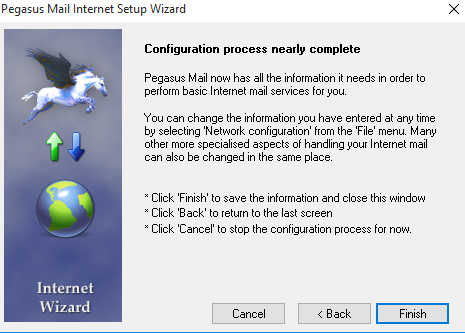 Pegasus Mail Internet Setup Wizard
Configuration process nearly complete
Pegasus Mail now has all the information it needs in order to
perform basic Internet mail services for you.
You can change the information you have entered at any time
by selecting 'Network configuration' from the 'File' menu. Many
other more specialised aspects of handling your Internet mail
can also be changed in the same place.
* Click 'Finish' to save the information and close this window
* Click 'Back' to return to the last screen
* Click 'Cancel' to stop the configuration process for now.
Internet
Wizard
Cancel
< Back
Finish